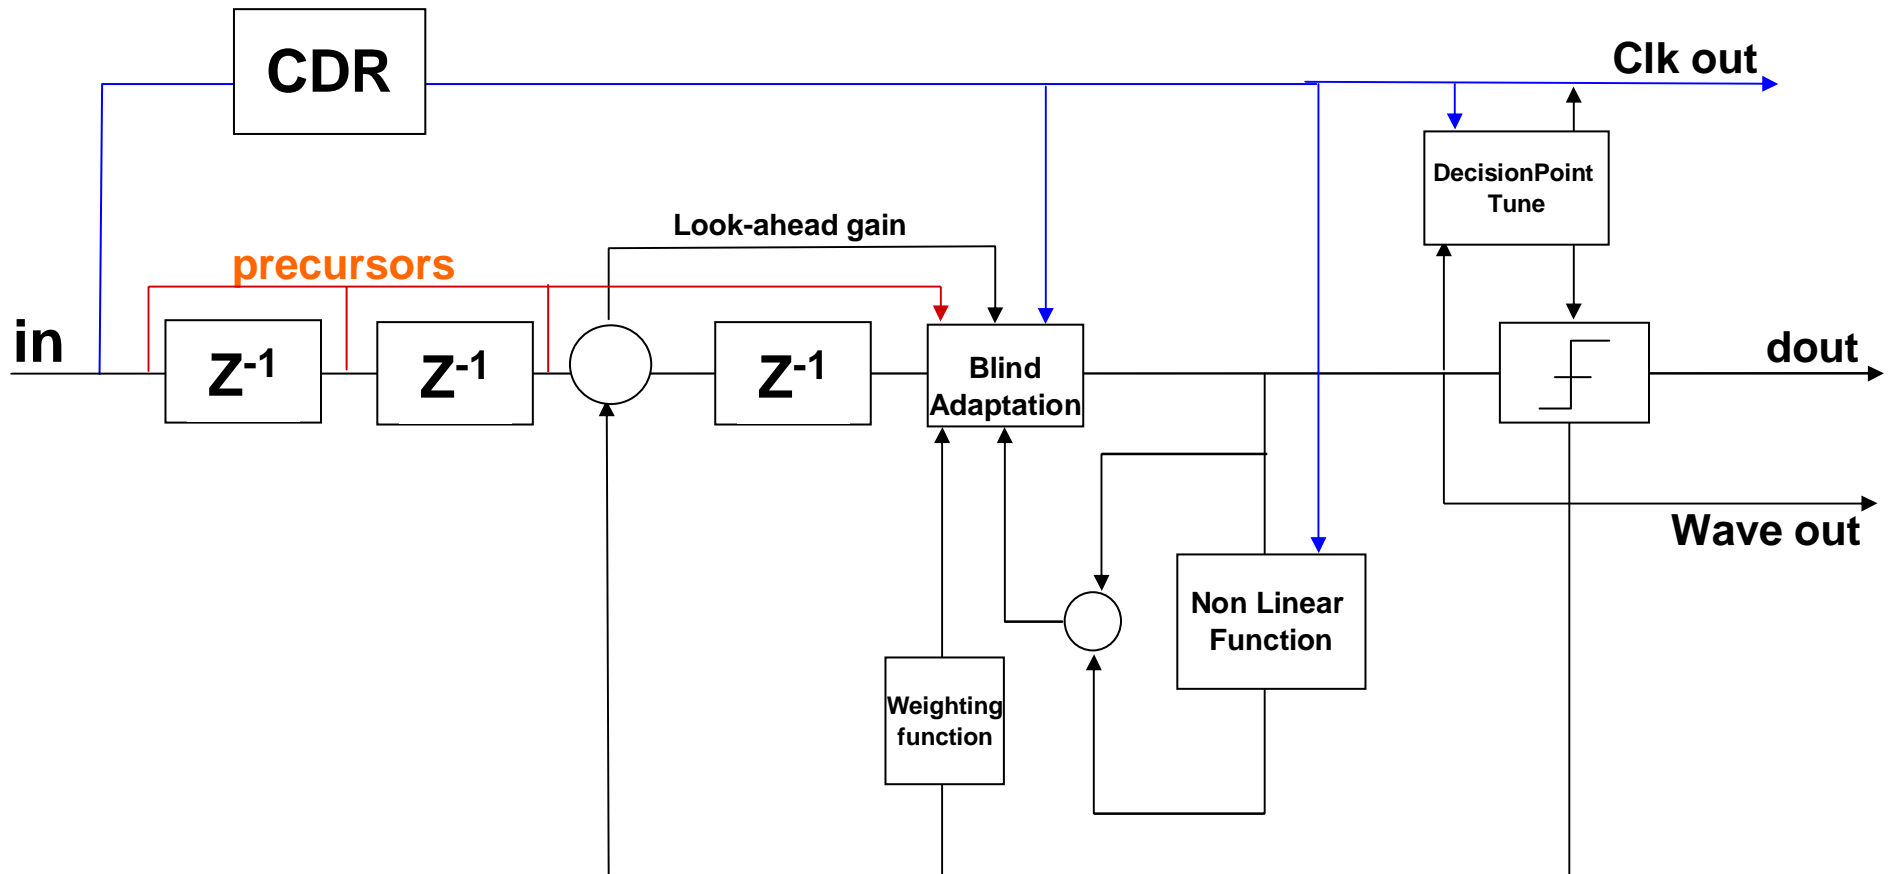 CDR
Clk out
DecisionPoint
Tune
Look-ahead gain
precursors
in
Z-1
Z-1
Z-1
Blind
Adaptation
dout
Wave out
Non Linear
Function
Weighting
function